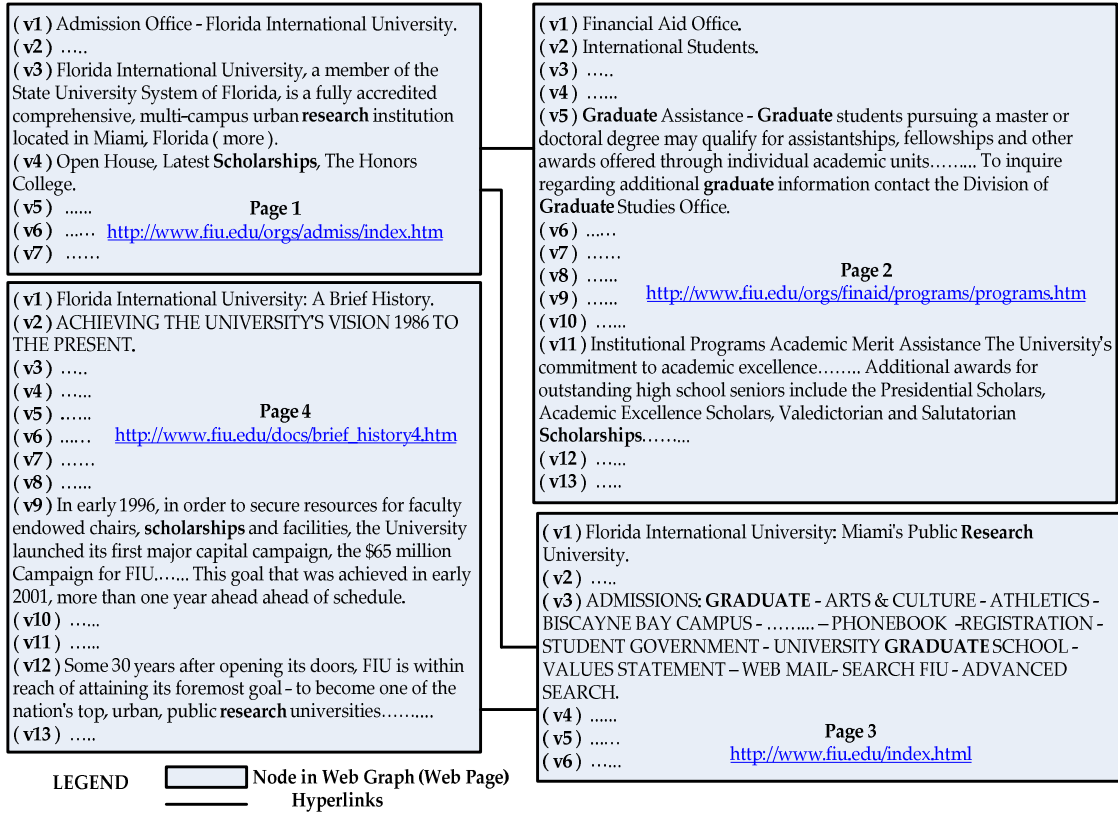 ( v1 ) Admission Office - Florida International University.
( v2 ) …..
( v3 ) Florida International University, a member of the
State University System of Florida, is a fully accredited
comprehensive, multi-campus urban research institution
located in Miami, Florida ( more ).
( v4 ) Open House, Latest Scholarships, The Honors
College.
( v5 ) ......
Page 1
( v6 ) ...… http://www.fiu.edu/orgs/admiss/index.htm
( v7 ) ……
( v1 ) Financial Aid Office.
( v2 ) International Students.
( v3 ) …..
( v4 ) …...
( v5 ) Graduate Assistance - Graduate students pursuing a master or
doctoral degree may qualify for assistantships, fellowships and other
awards offered through individual academic units…….... To inquire
regarding additional graduate information contact the Division of
Graduate Studies Office.
( v6 ) ...…
( v7 ) ……
( v8 ) …...
Page 2
( v9 ) …... http://www.fiu.edu/orgs/finaid/programs/programs.htm
( v10 ) …...
( v11 ) Institutional Programs Academic Merit Assistance The University's
commitment to academic excellence…….. Additional awards for
outstanding high school seniors include the Presidential Scholars,
Academic Excellence Scholars, Valedictorian and Salutatorian
Scholarships……...
( v12 ) …...
( v13 ) …..
( v1 ) Florida International University: A Brief History.
( v2 ) ACHIEVING THE UNIVERSITY'S VISION 1986 TO
THE PRESENT.
( v3 ) …..
( v4 ) …...
( v5 ) …...
Page 4
( v6 ) ...… http://www.fiu.edu/docs/brief_history4.htm
( v7 ) ……
( v8 ) …...
( v9 ) In early 1996, in order to secure resources for faculty
endowed chairs, scholarships and facilities, the University
launched its first major capital campaign, the $65 million
Campaign for FIU.…... This goal that was achieved in early
2001, more than one year ahead ahead of schedule.
( v10 ) …...
( v11 ) …...
( v12 ) Some 30 years after opening its doors, FIU is within
reach of attaining its foremost goal - to become one of the
nation's top, urban, public research universities……....
( v13 ) …..
( v1 ) Florida International University: Miami's Public Research
University.
( v2 ) …..
( v3 ) ADMISSIONS: GRADUATE - ARTS & CULTURE - ATHLETICS -
BISCAYNE BAY CAMPUS - ……... – PHONEBOOK -REGISTRATION -
STUDENT GOVERNMENT - UNIVERSITY GRADUATE SCHOOL -
VALUES STATEMENT – WEB MAIL- SEARCH FIU - ADVANCED
SEARCH.
( v4 ) ......
( v5 ) ...…
Page 3
( v6 ) …... http://www.fiu.edu/index.html
LEGEND
Node in Web Graph (Web Page)
Hyperlinks